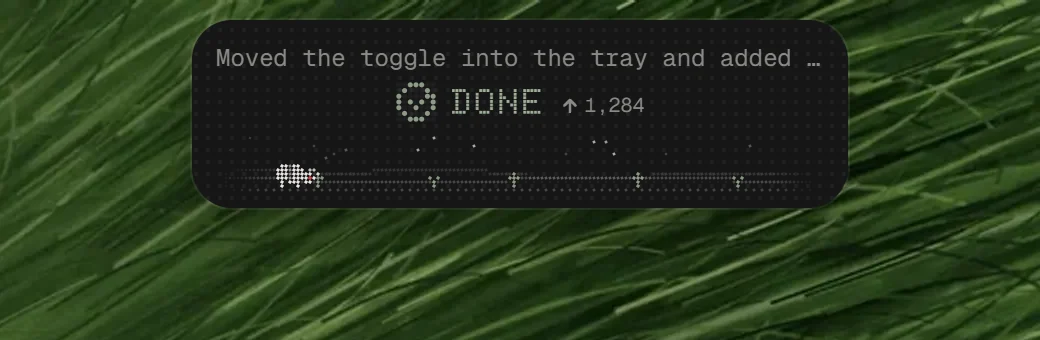 Moved the toggle into the tray and added …
DONE ↑ 1,284